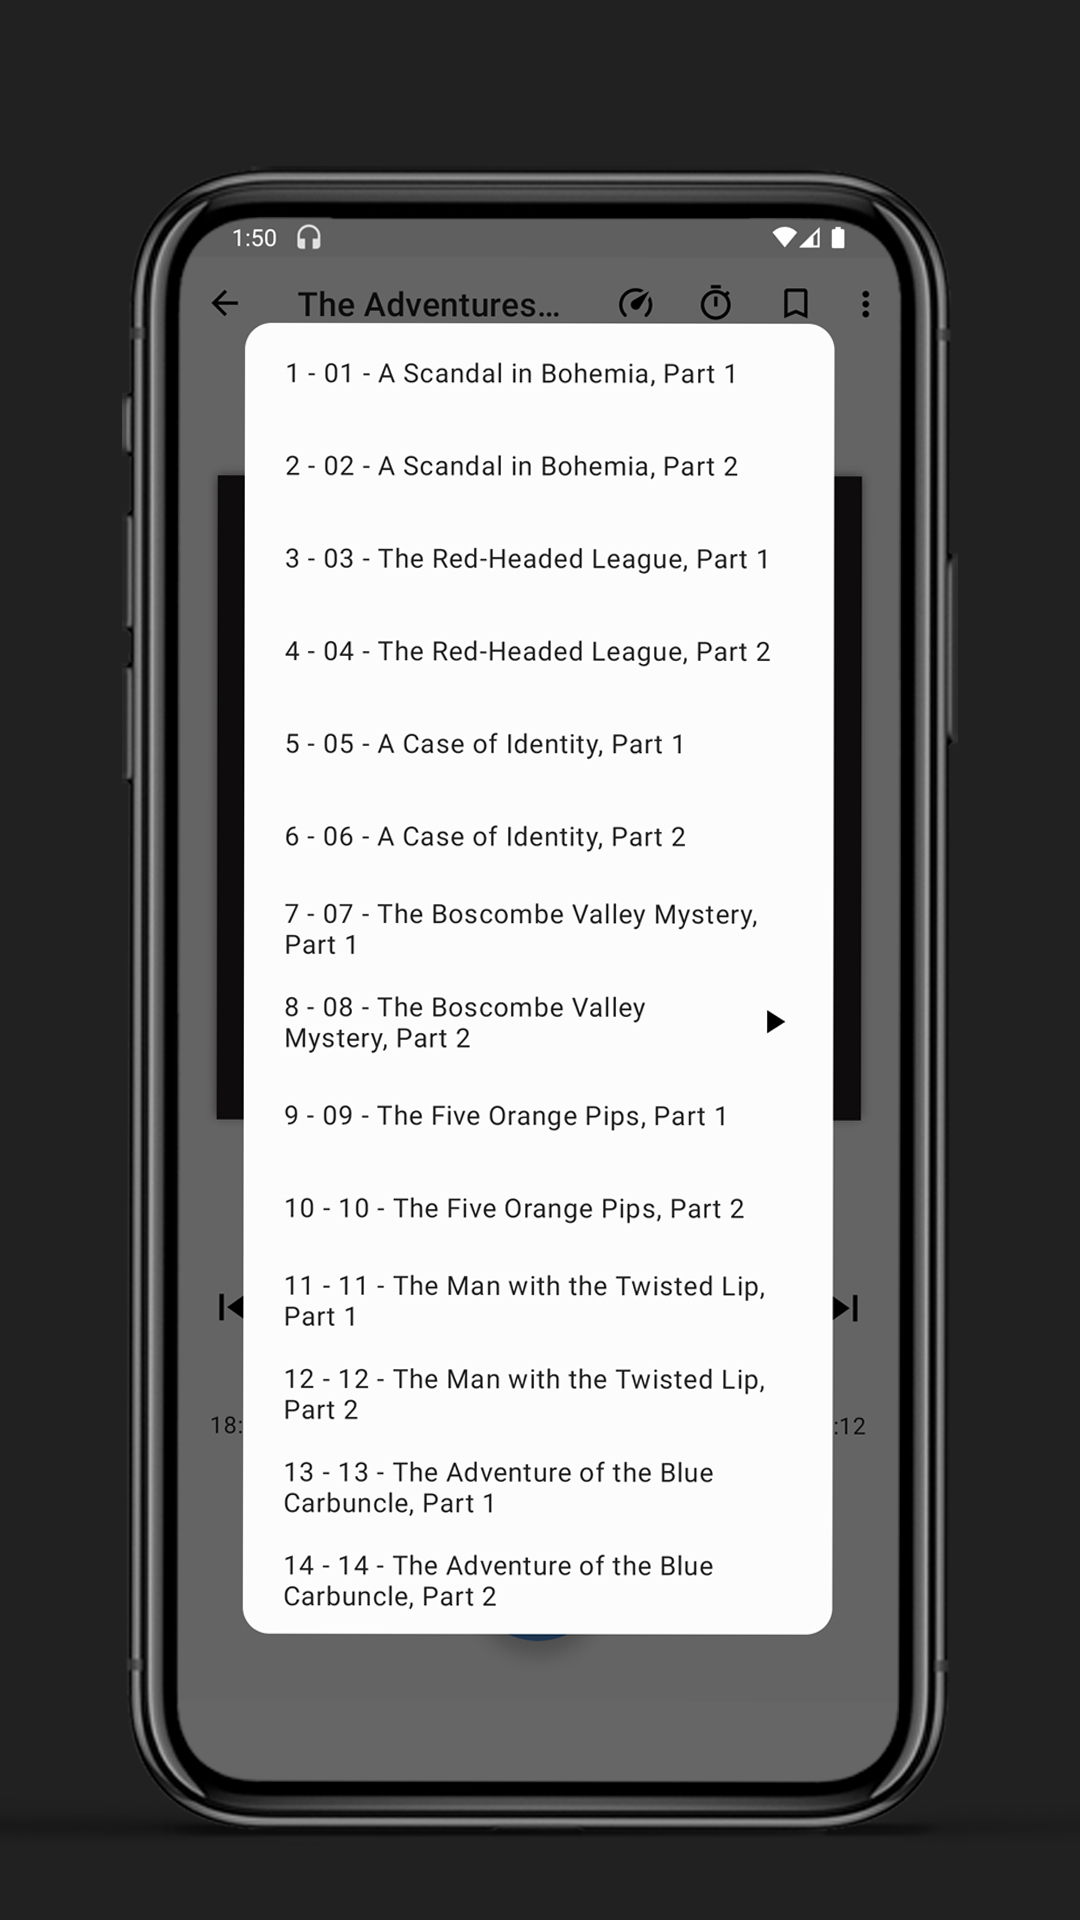 1:50
The Adventures...
1 - 01 - A Scandal in Bohemia, Part 1
2 - 02 - A Scandal in Bohemia, Part 2
3 - 03 - The Red-Headed League, Part 1
4 - 04 - The Red-Headed League, Part 2
5 - 05 - A Case of Identity, Part 1
6 - 06 - A Case of Identity, Part 2
7 - 07 - The Boscombe Valley Mystery,
Part 1
8 - 08 - The Boscombe Valley
Mystery, Part 2
9 - 09 - The Five Orange Pips, Part 1
10 - 10 - The Five Orange Pips, Part 2
11 - 11 - The Man with the Twisted Lip,
Part 1
12 - 12 - The Man with the Twisted Lip,
Part 2
18:
:12
13 - 13 - The Adventure of the Blue
Carbuncle, Part 1
14 - 14 - The Adventure of the Blue
Carbuncle, Part 2